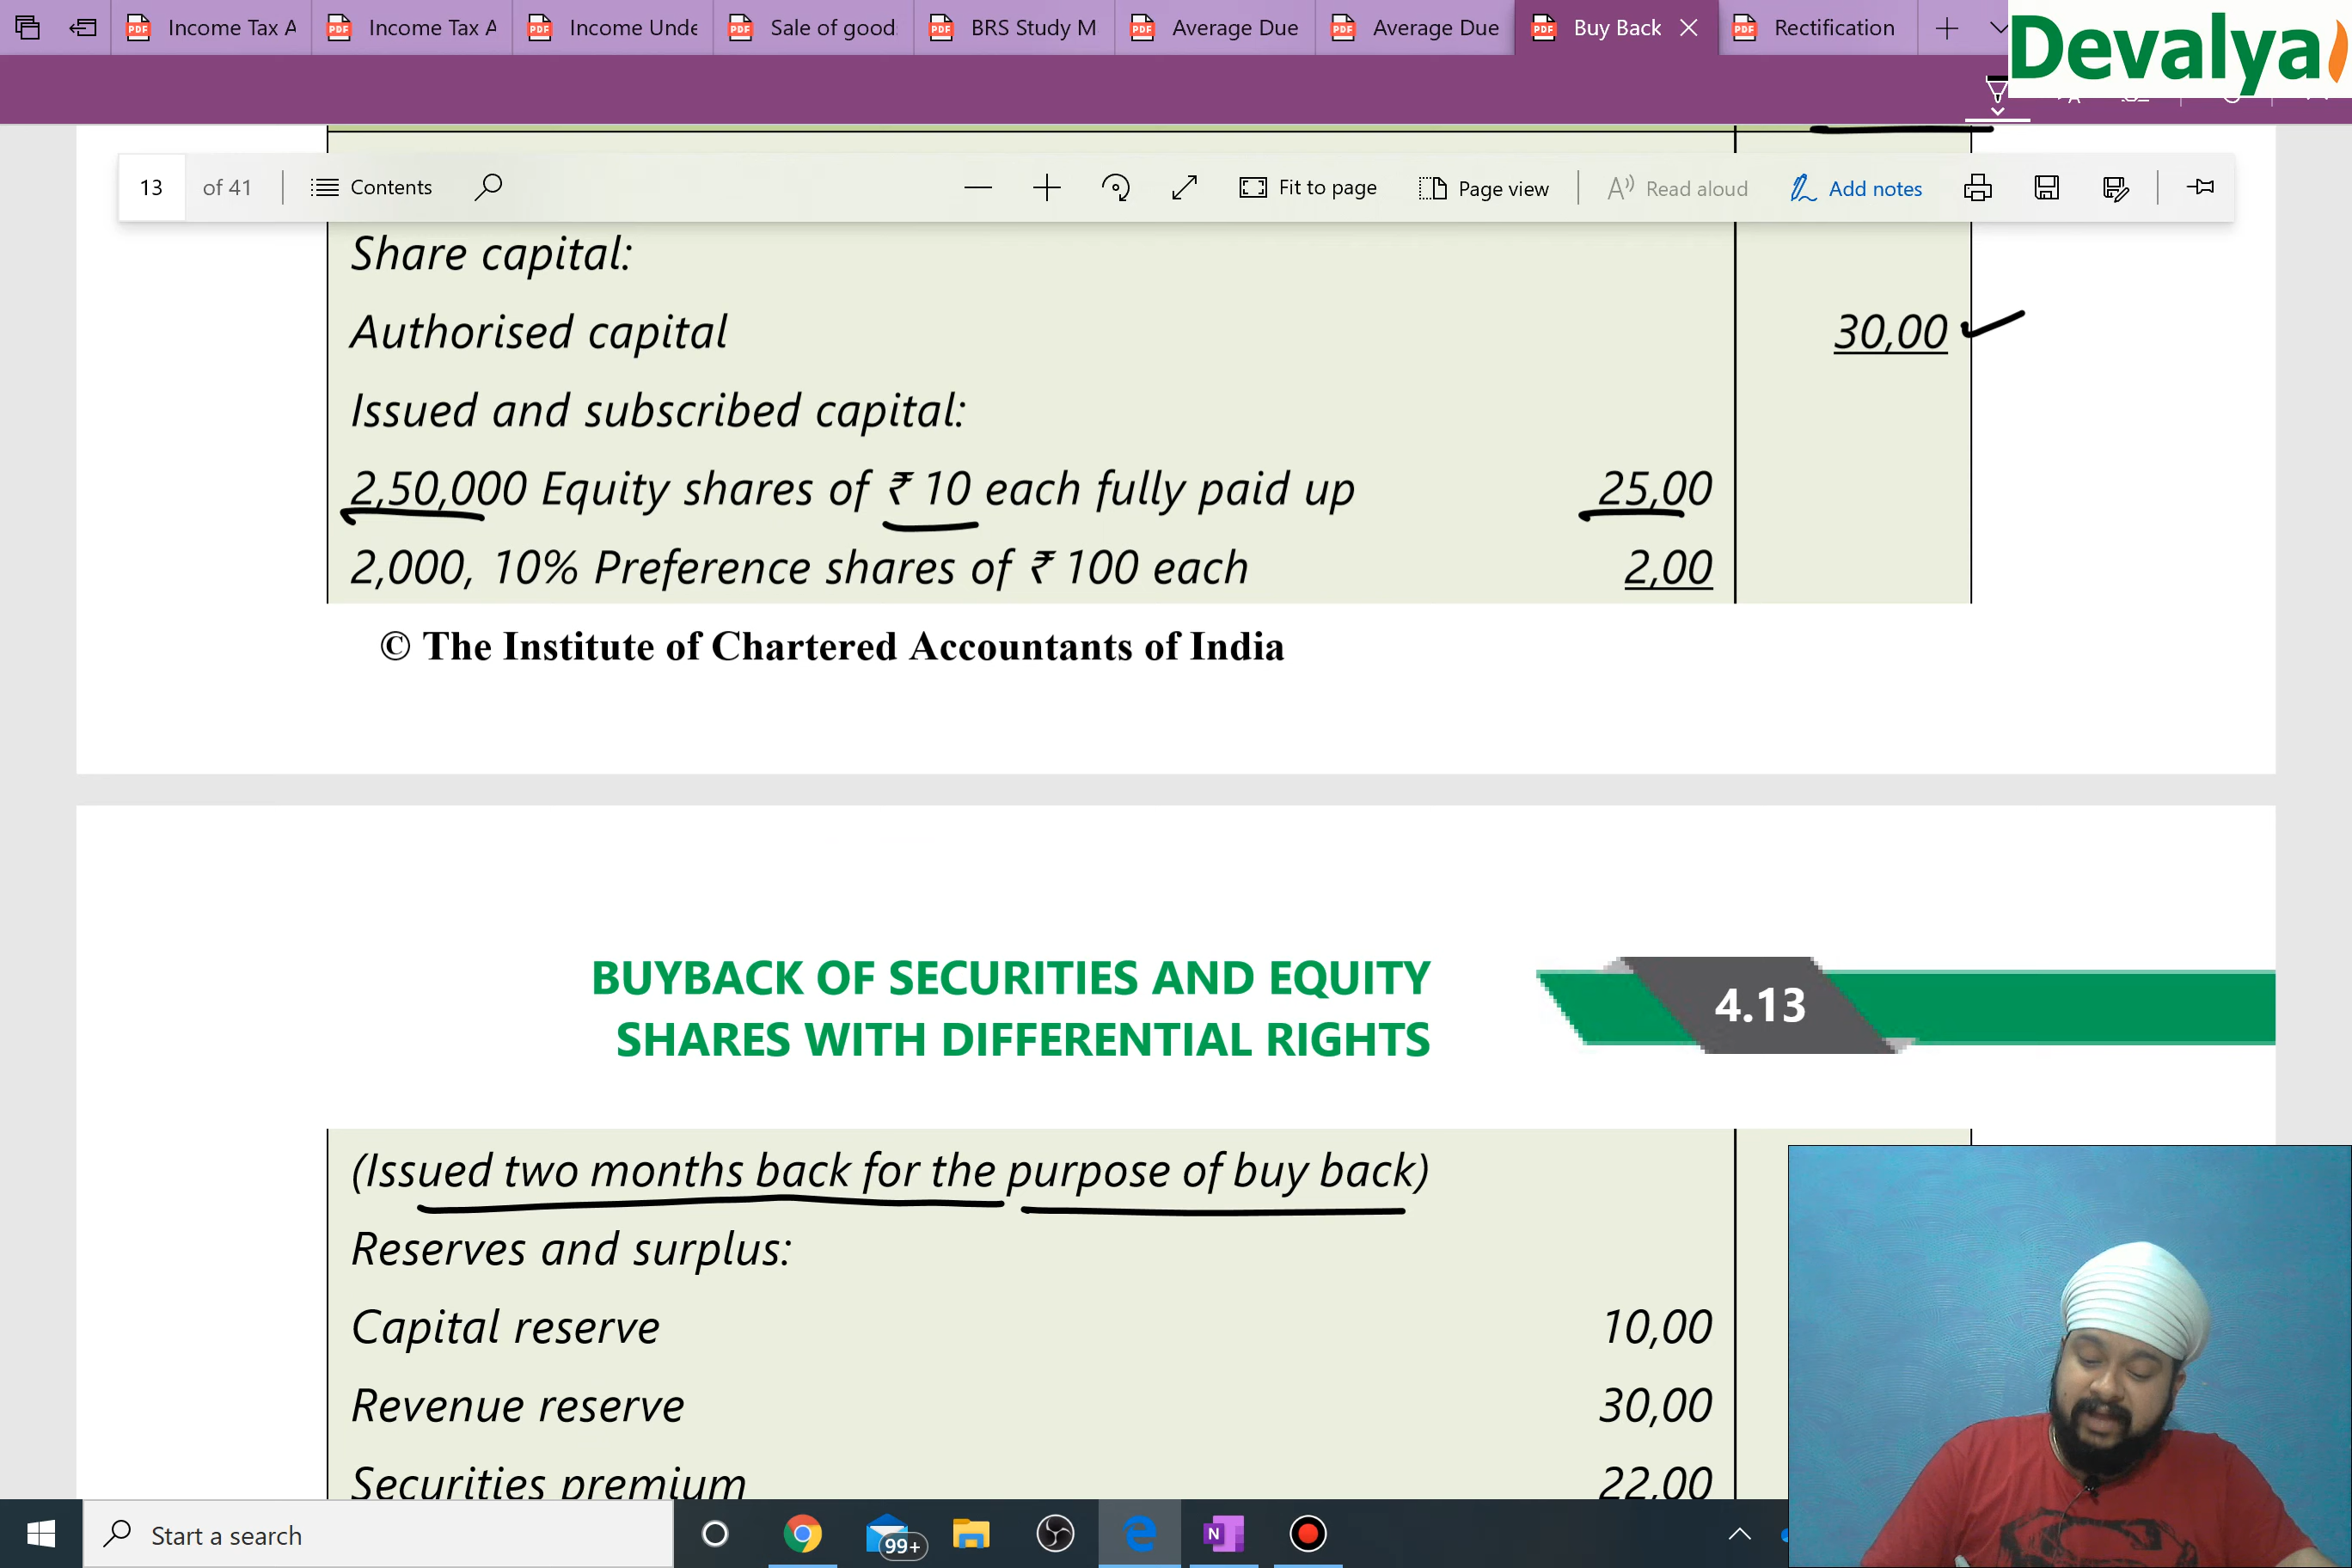 Income Tax A
Income Tax A
Income Unde
Sale of good
BRS Study M
Average Due
Average Due
Buy Back
Rectification
Devalya
13 of 41
Contents
Fit to page
Page view
Read aloud
Add notes
Share capital:
Authorised capital 30,00
Issued and subscribed capital:
2,50,000 Equity shares of ₹ 10 each fully paid up 25,00
2,000, 10% Preference shares of ₹ 100 each 2,00
© The Institute of Chartered Accountants of India
BUYBACK OF SECURITIES AND EQUITY
SHARES WITH DIFFERENTIAL RIGHTS
4.13
(Issued two months back for the purpose of buy back)
Reserves and surplus:
Capital reserve 10,00
Revenue reserve 30,00
Securities premium 22,00
Start a search
99+